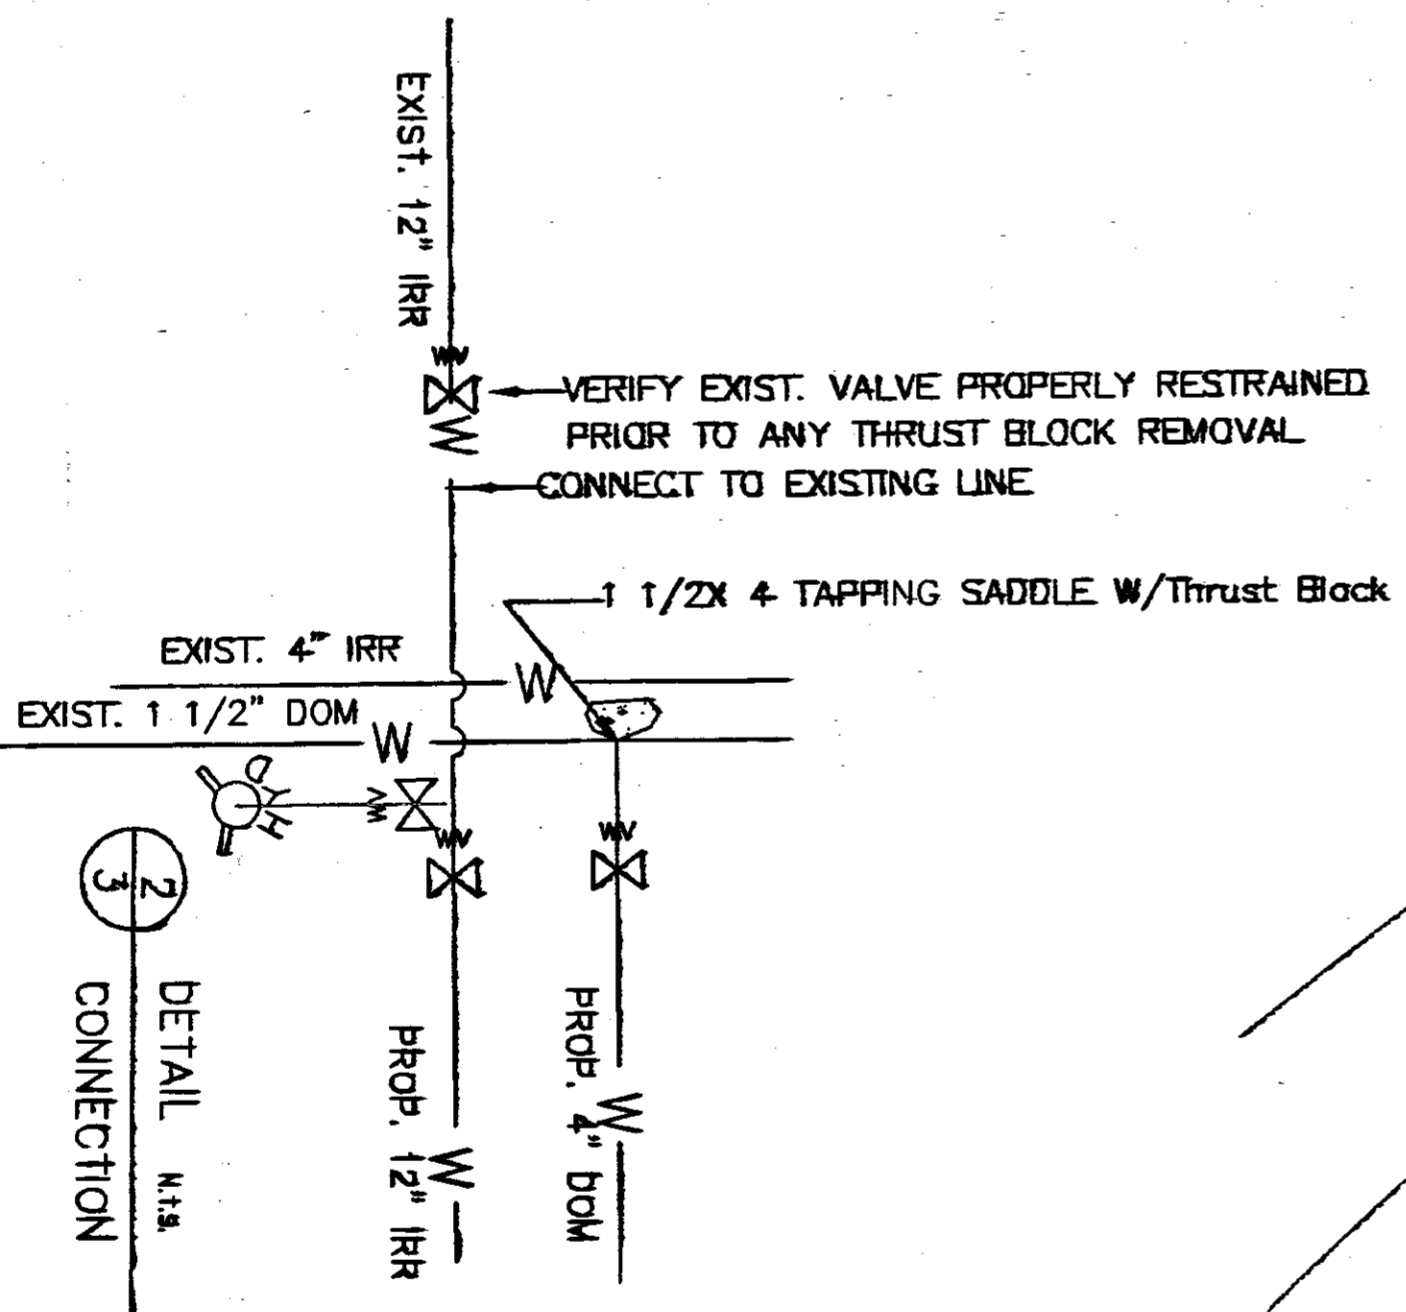 EXIST. 12" IRR
WV
W
VERIFY EXIST. VALVE PROPERLY RESTRAINED
PRIOR TO ANY THRUST BLOCK REMOVAL
CONNECT TO EXISTING LINE
1 1/2X 4 TAPPING SADDLE W/Thrust Block
EXIST. 4" IRR
W
EXIST. 1 1/2" DOM
W
HYD
WV
WV
WV
2
3
DETAIL N.T.S.
CONNECTION
PROP. 12" IRR
W
PROP. 4" DOM
W